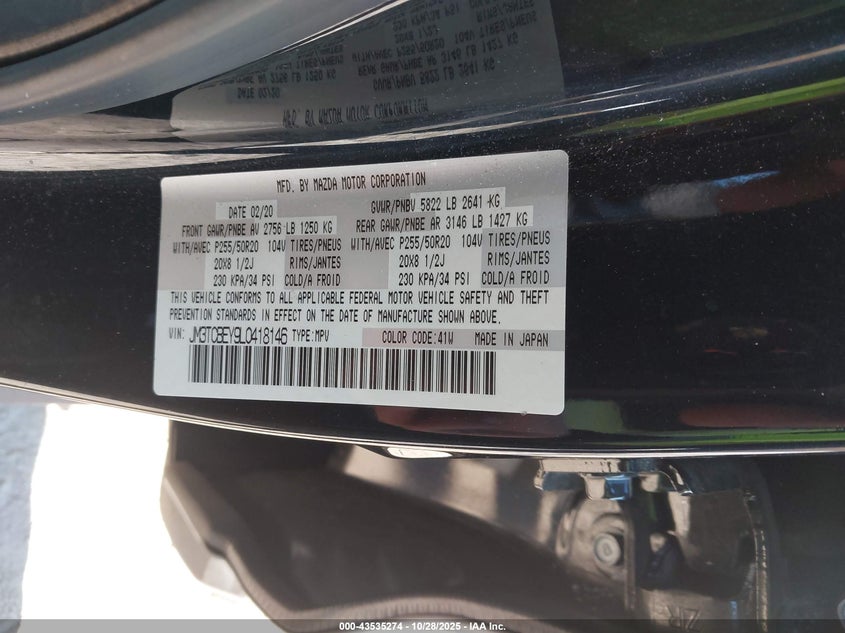 MFD. BY MAZDA MOTOR CORPORATION
DATE 02/20 GVWR/PNBV 5822 LB 2641 KG
FRONT GAWR/PNBE AV 2756 LB 1250 KG REAR GAWR/PNBE AR 3146 LB 1427 KG
WITH/AVEC P255/50R20 104V TIRES/PNEUS WITH/AVEC P255/50R20 104V TIRES/PNEUS
20X8 1/2J RIMS/JANTES 20X8 1/2J RIMS/JANTES
230 KPA/34 PSI COLD/A FROID 230 KPA/34 PSI COLD/A FROID
THIS VEHICLE CONFORMS TO ALL APPLICABLE FEDERAL MOTOR VEHICLE SAFETY AND THEFT
PREVENTION STANDARDS IN EFFECT ON THE DATE OF MANUFACTURE SHOWN ABOVE.
VIN: JM3TCBEY9L0418146 TYPE:MPV COLOR CODE:41W MADE IN JAPAN
000-43535274 | 10/28/2025 | IAA Inc.